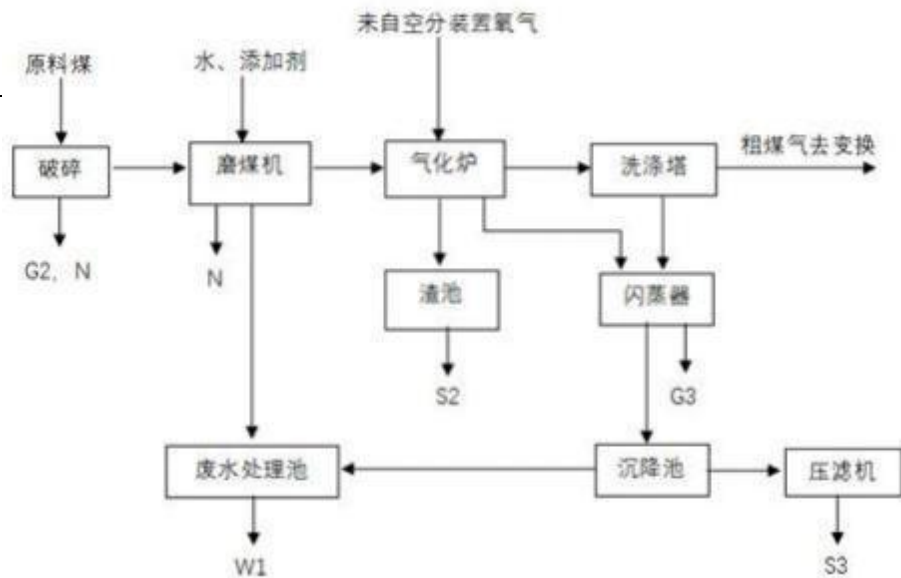 来自空分装置氧气
原料煤
水、添加剂
破碎
磨煤机
气化炉
洗涤塔
粗煤气去变换
G2, N
N
渣池
闪蒸器
S2
G3
废水处理池
沉降池
压滤机
W1
S3